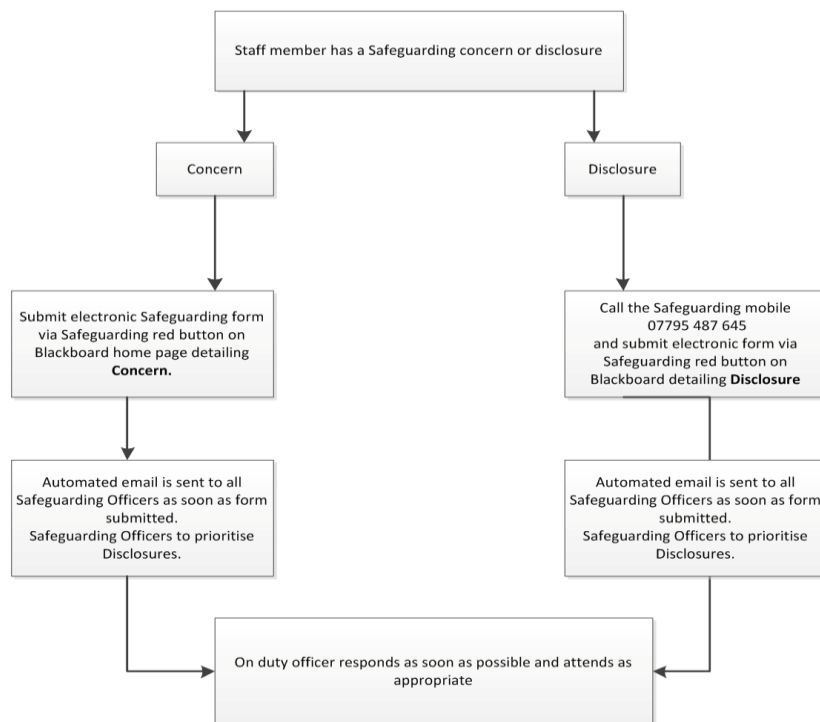 Staff member has a Safeguarding concern or disclosure
Concern
Disclosure
Submit electronic Safeguarding form
via Safeguarding red button on
Blackboard home page detailing
Concern.
Call the Safeguarding mobile
07795 487 645
and submit electronic form via
Safeguarding red button on
Blackboard detailing Disclosure
Automated email is sent to all
Safeguarding Officers as soon as form
submitted.
Safeguarding Officers to prioritise
Disclosures.
Automated email is sent to all
Safeguarding Officers as soon as form
submitted.
Safeguarding Officers to prioritise
Disclosures.
On duty officer responds as soon as possible and attends as
appropriate